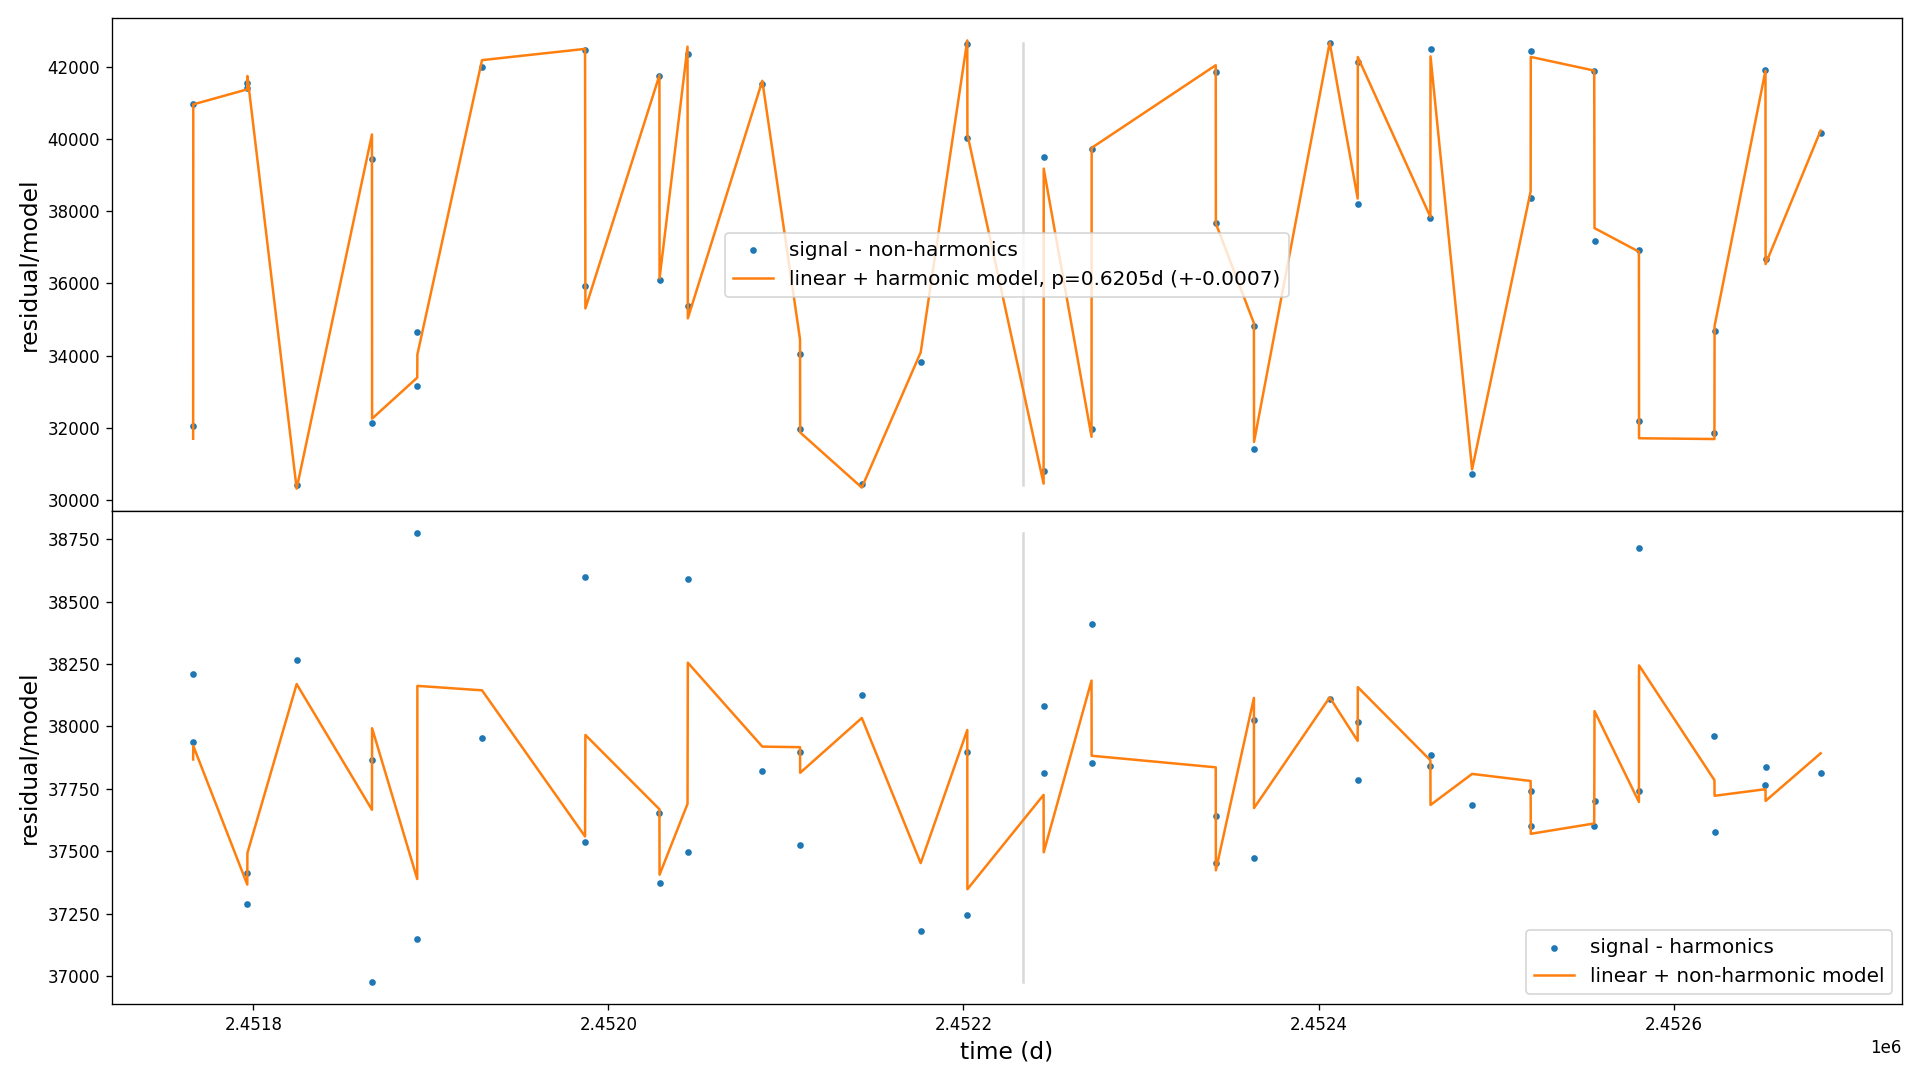 42000
40000
38000
36000
34000
32000
30000
residual/model
signal - non-harmonics
linear + harmonic model, p=0.6205d (+-0.0007)
38750
38500
38250
38000
37750
37500
37250
37000
residual/model
signal - harmonics
linear + non-harmonic model
2.4518 2.4520 2.4522 2.4524 2.4526
time (d)
1e6